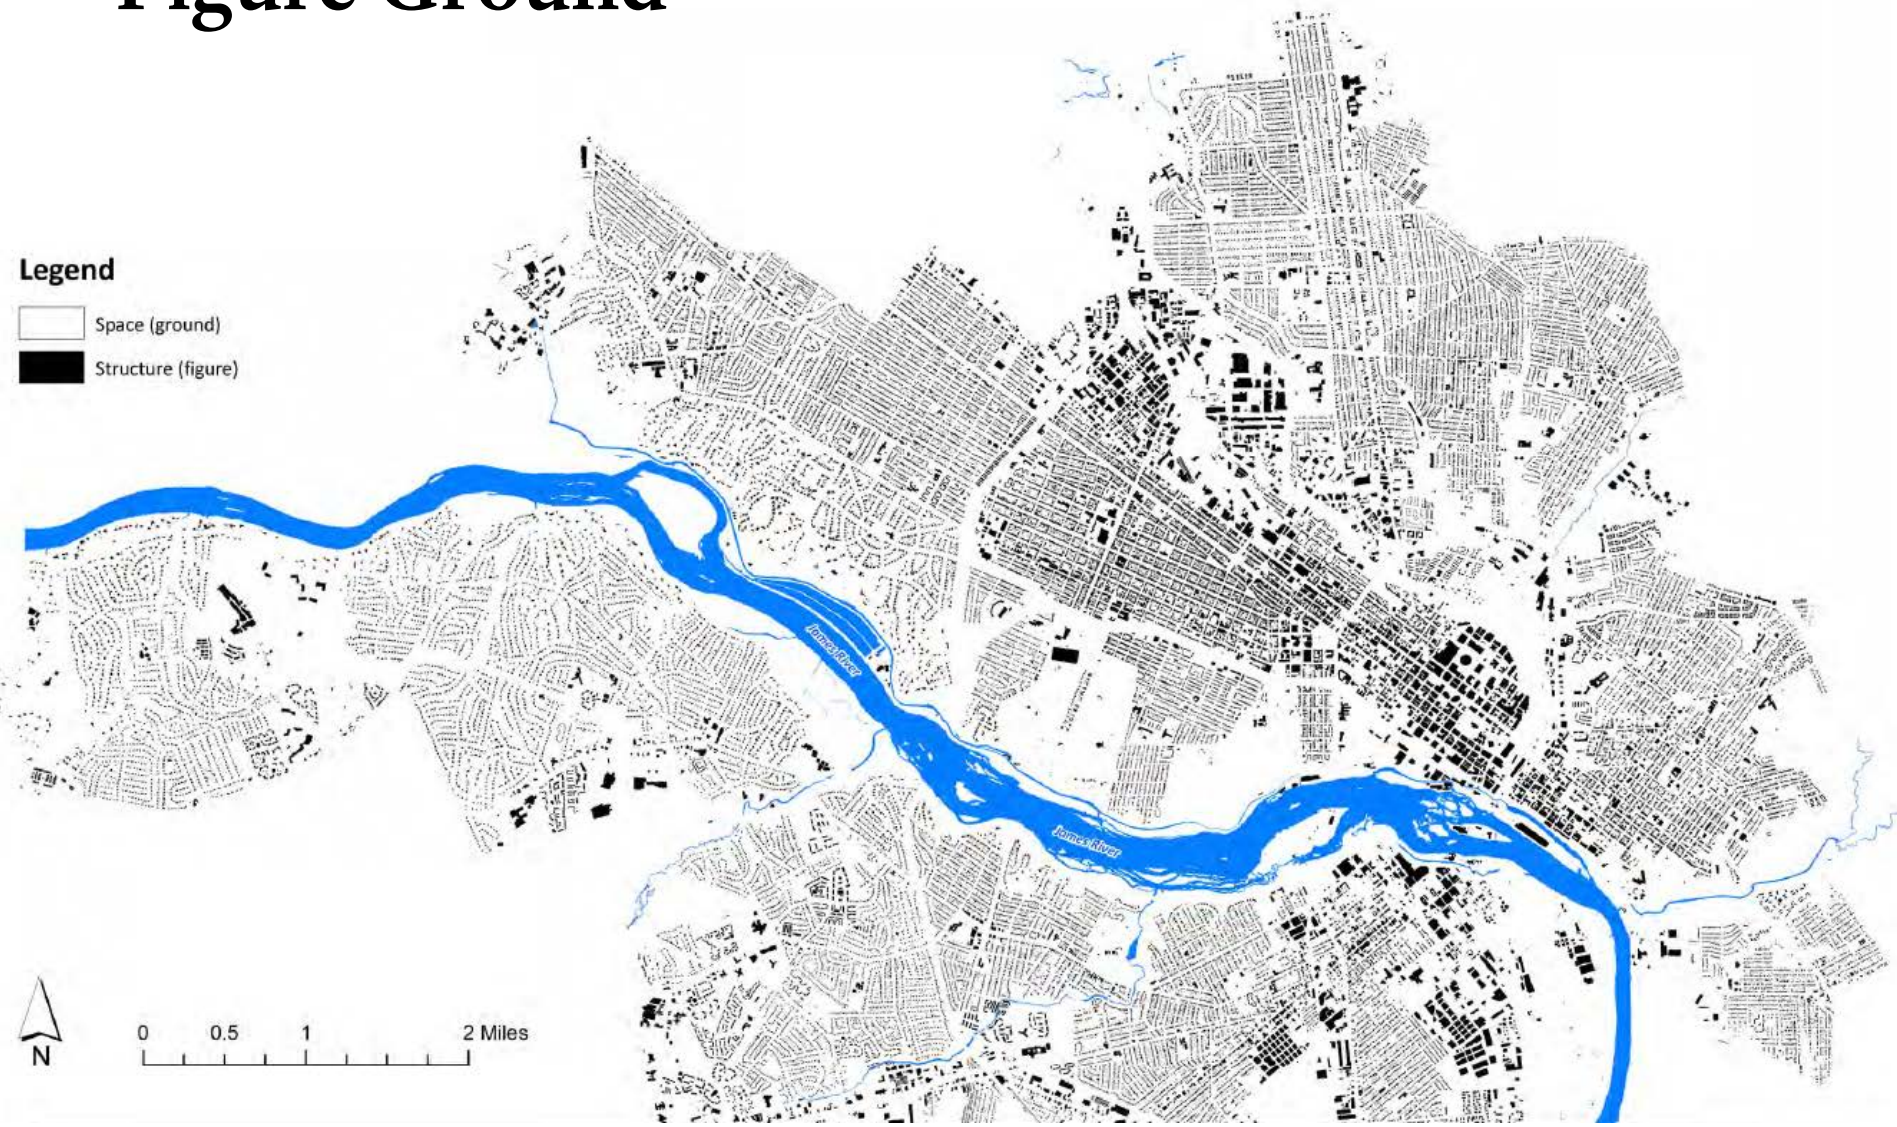 Figure Ground
Legend
Space (ground)
Structure (figure)
James River
James River
0 0.5 1 2 Miles
N